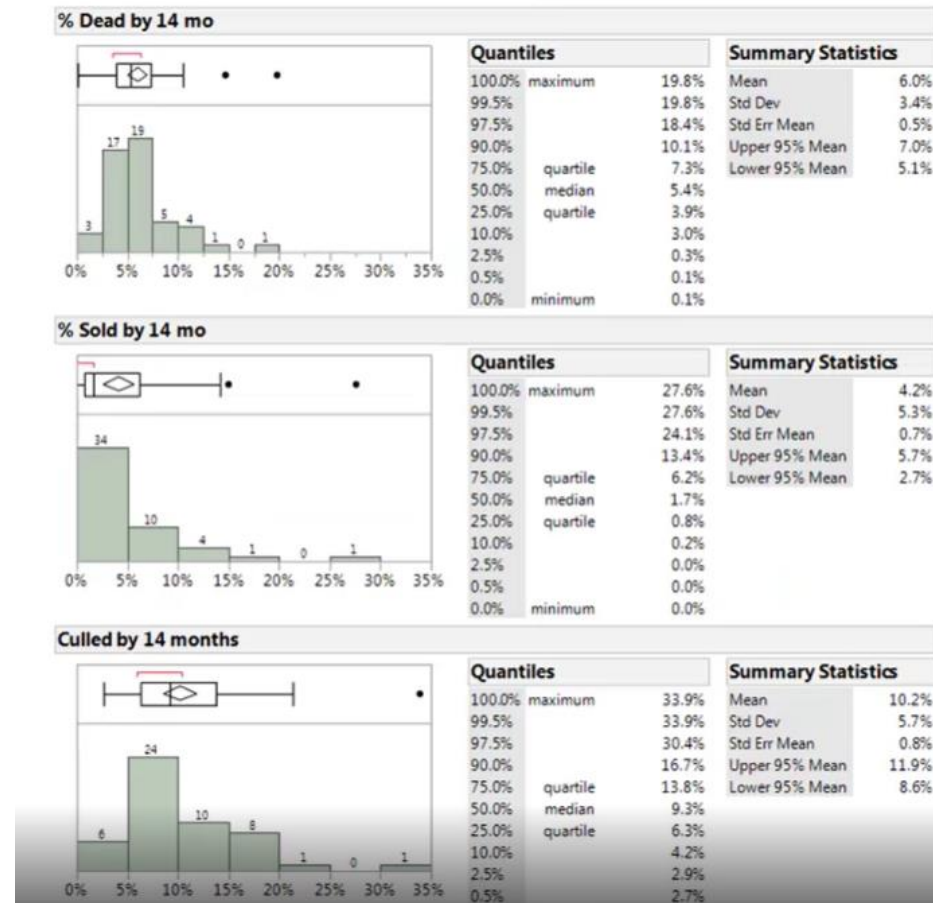 % Dead by 14 mo
Quantiles
Summary Statistics
100.0% maximum 19.8%
99.5% 19.8%
97.5% 18.4%
90.0% 10.1%
75.0% quartile 7.3%
50.0% median 5.4%
25.0% quartile 3.9%
10.0% 3.0%
2.5% 0.3%
0.5% 0.1%
0.0% minimum 0.1%
Mean 6.0%
Std Dev 3.4%
Std Err Mean 0.5%
Upper 95% Mean 7.0%
Lower 95% Mean 5.1%
3 17 19 5 4 1 0 1
0% 5% 10% 15% 20% 25% 30% 35%
% Sold by 14 mo
Quantiles
Summary Statistics
100.0% maximum 27.6%
99.5% 27.6%
97.5% 24.1%
90.0% 13.4%
75.0% quartile 6.2%
50.0% median 1.7%
25.0% quartile 0.8%
10.0% 0.2%
2.5% 0.0%
0.5% 0.0%
0.0% minimum 0.0%
Mean 4.2%
Std Dev 5.3%
Std Err Mean 0.7%
Upper 95% Mean 5.7%
Lower 95% Mean 2.7%
34 10 4 1 0 1
0% 5% 10% 15% 20% 25% 30% 35%
Culled by 14 months
Quantiles
Summary Statistics
100.0% maximum 33.9%
99.5% 33.9%
97.5% 30.4%
90.0% 16.7%
75.0% quartile 13.8%
50.0% median 9.3%
25.0% quartile 6.3%
10.0% 4.2%
2.5% 2.9%
0.5% 2.7%
Mean 10.2%
Std Dev 5.7%
Std Err Mean 0.8%
Upper 95% Mean 11.9%
Lower 95% Mean 8.6%
6 24 10 8 1 0 1
0% 5% 10% 15% 20% 25% 30% 35%